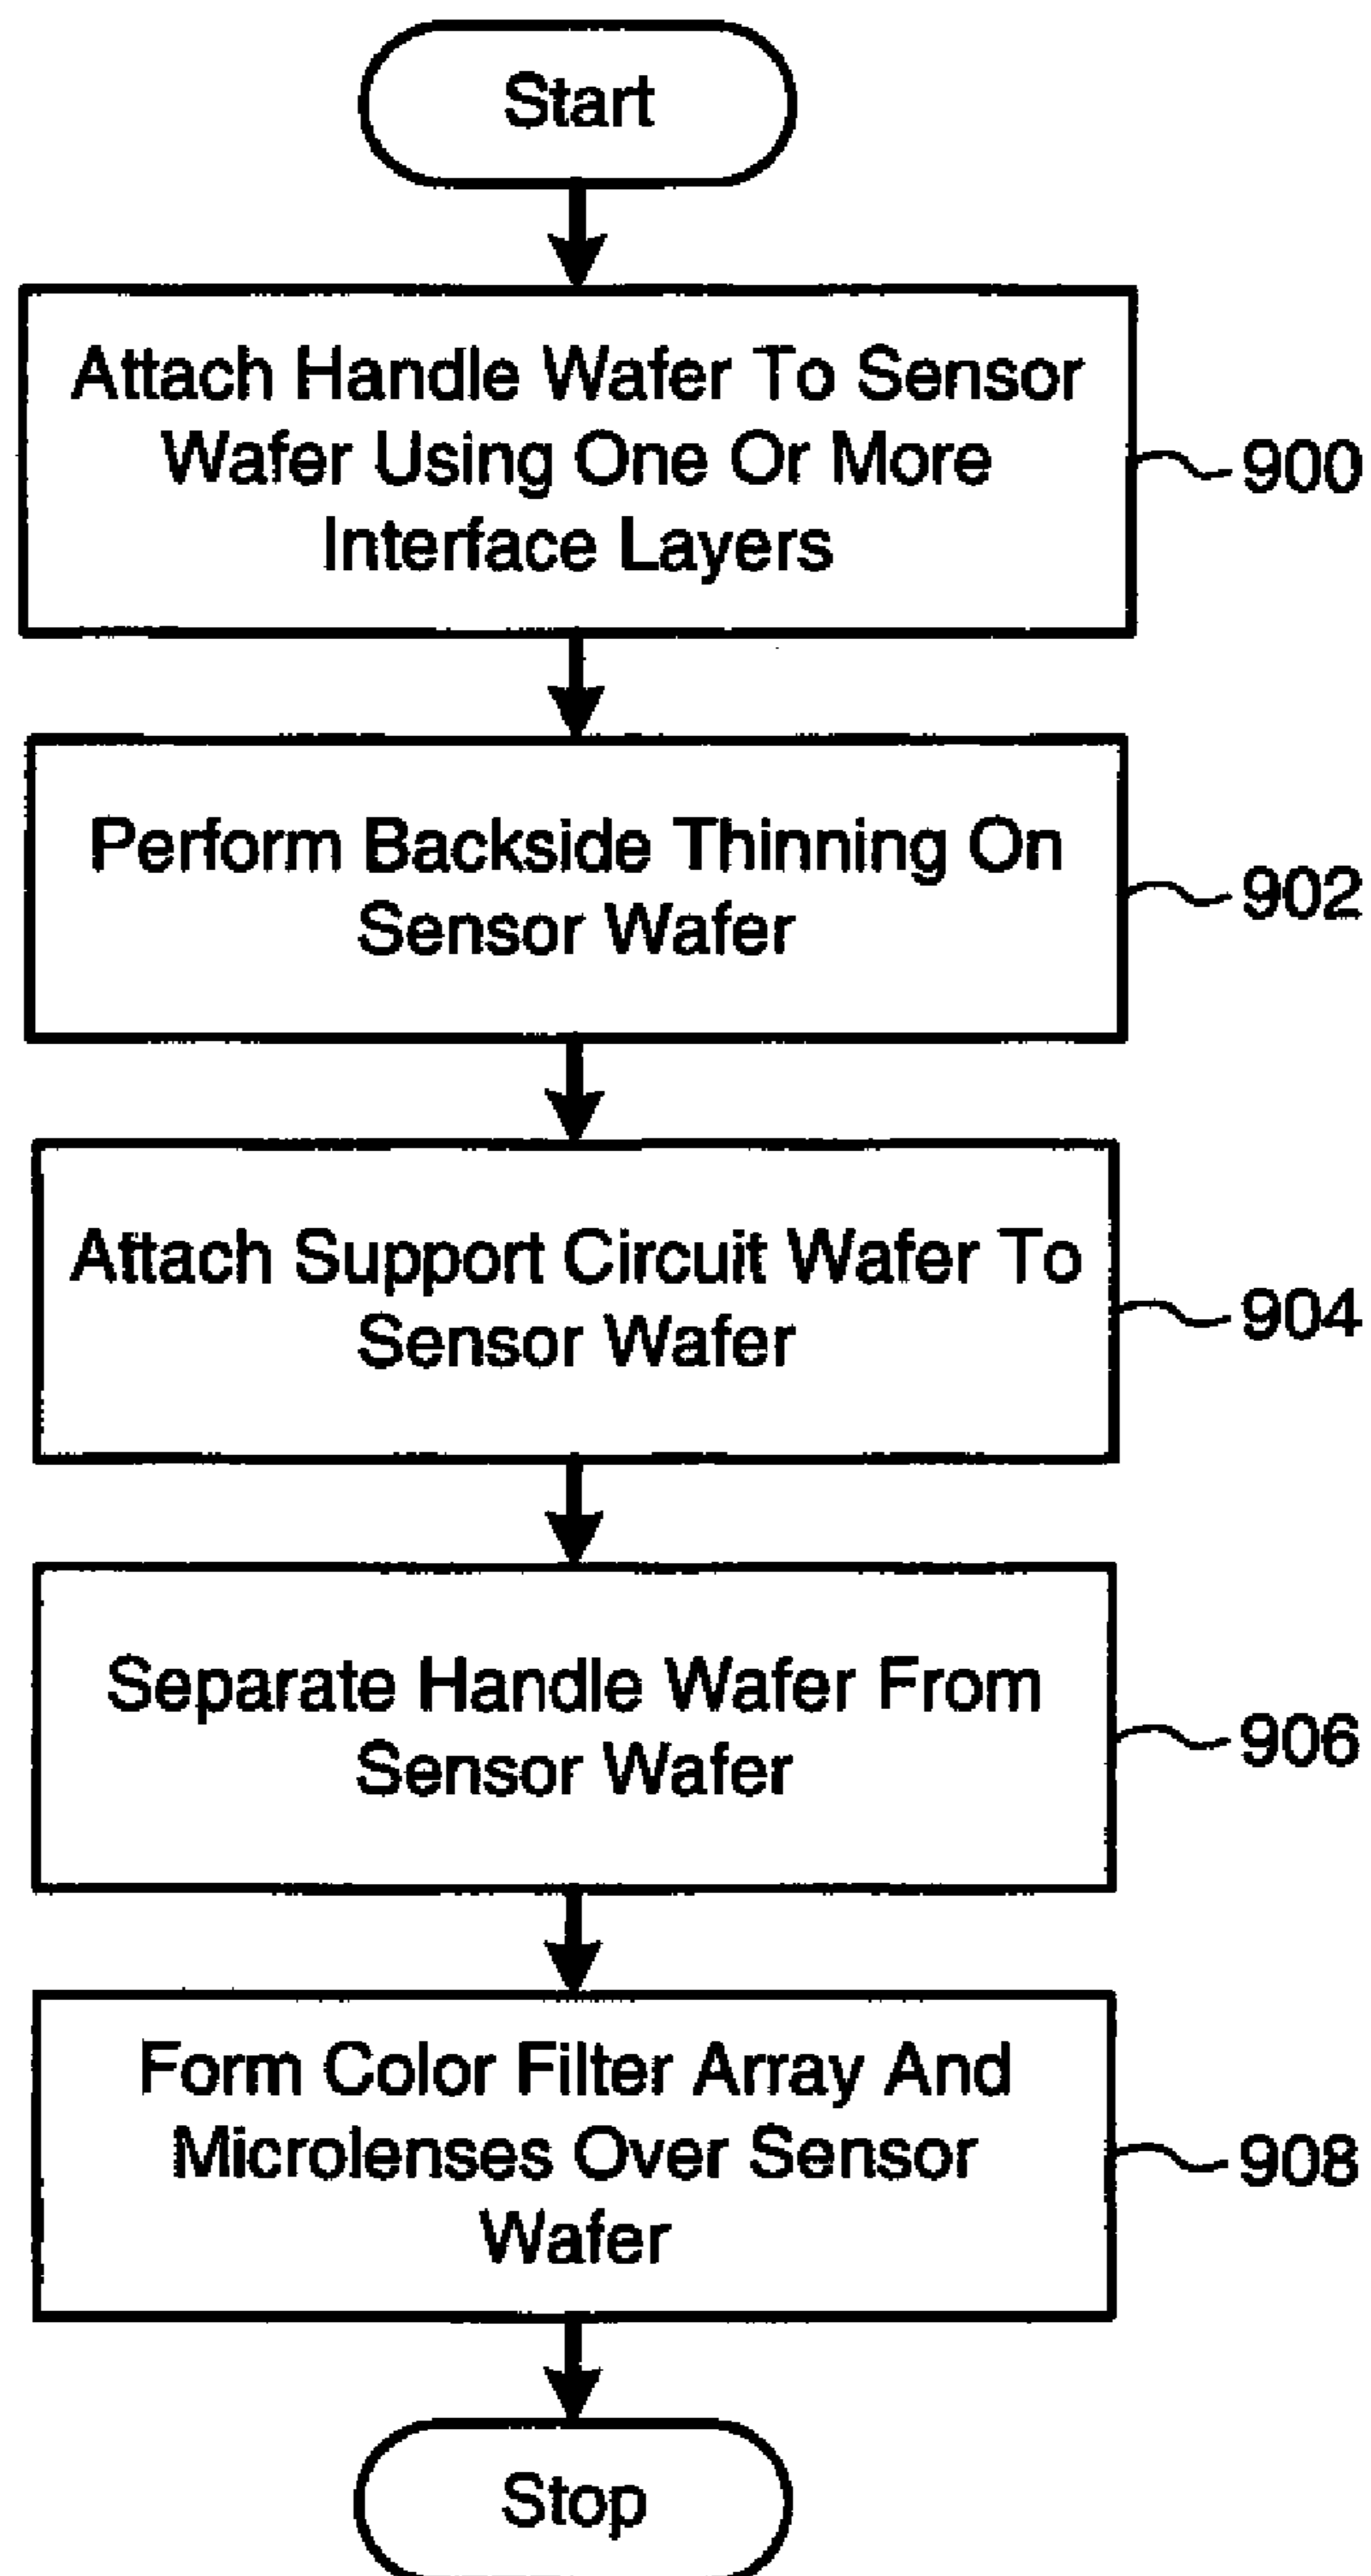 Start
Attach Handle Wafer To Sensor
Wafer Using One Or More
Interface Layers
900
Perform Backside Thinning On
Sensor Wafer
902
Attach Support Circuit Wafer To
Sensor Wafer
904
Separate Handle Wafer From
Sensor Wafer
906
Form Color Filter Array And
Microlenses Over Sensor
Wafer
908
Stop